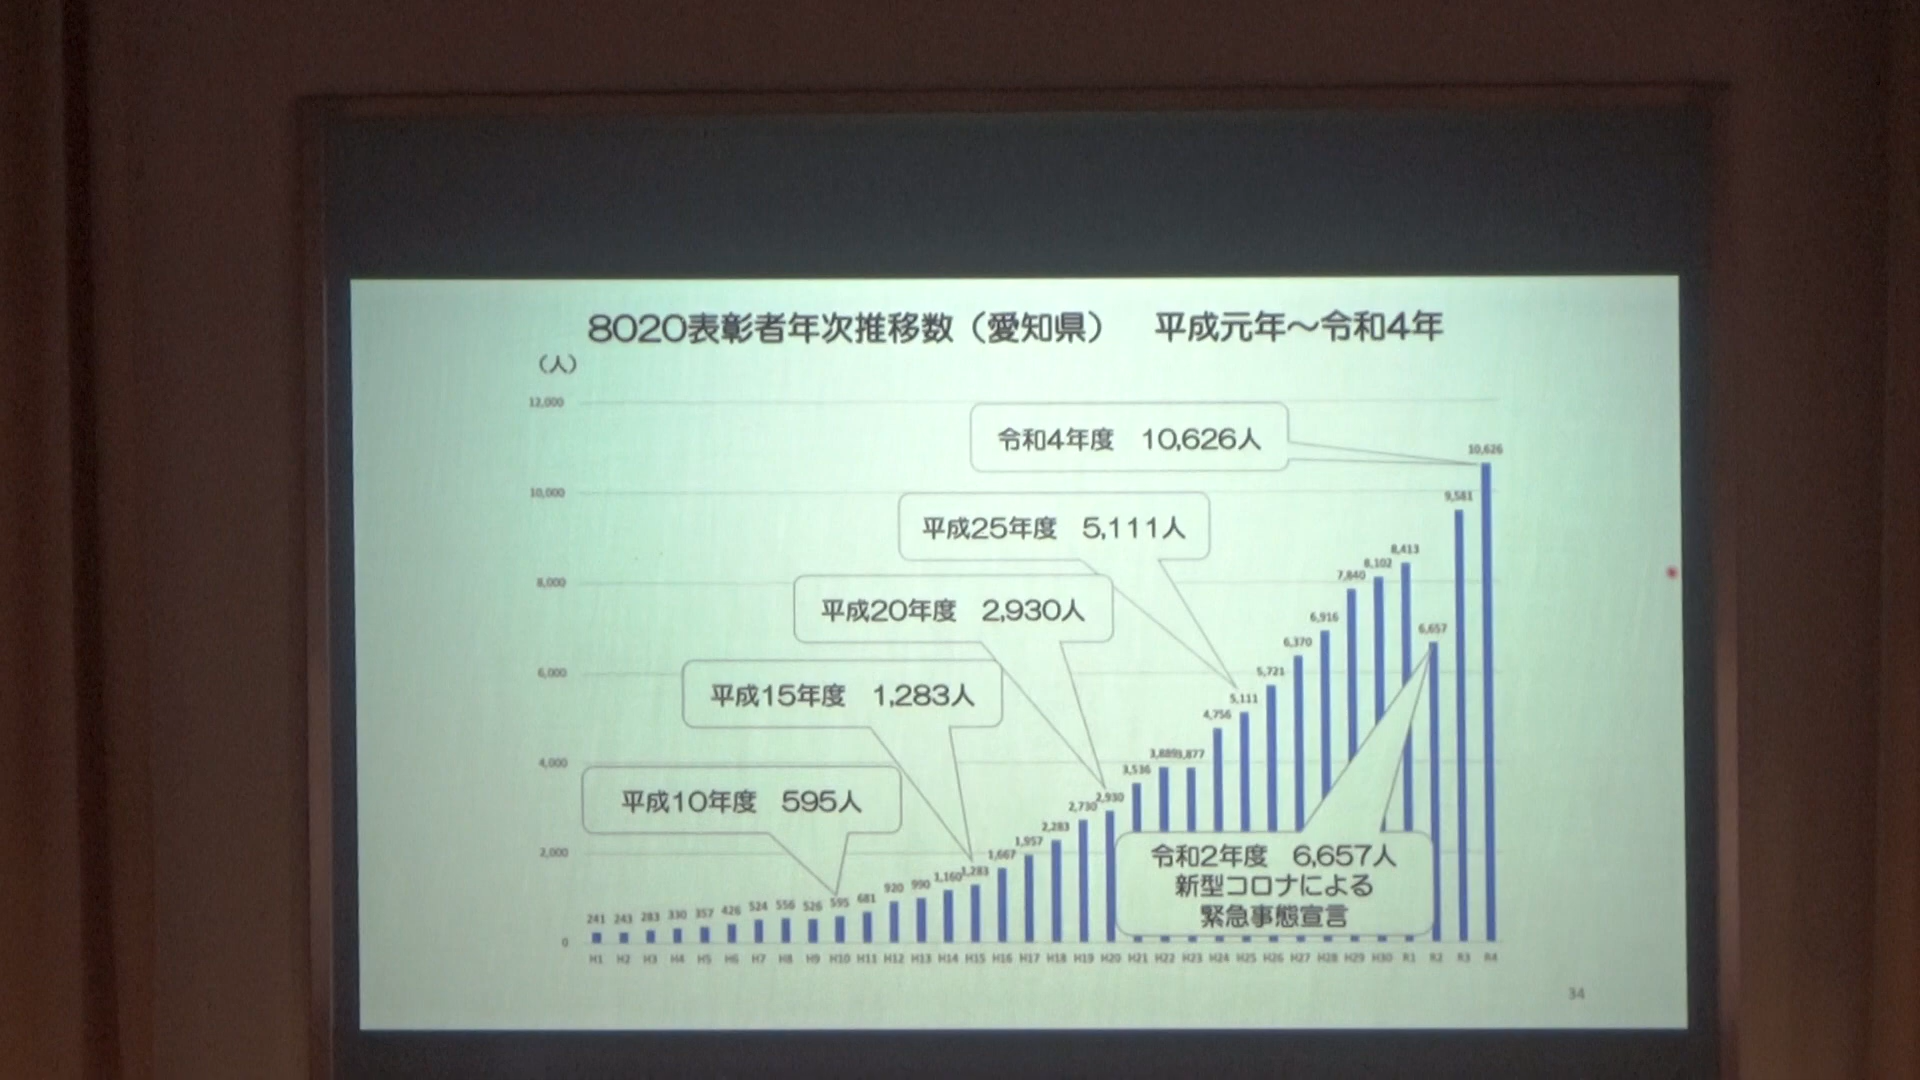 8020表彰者年次推移数（愛知県）　平成元年～令和4年
（人）
12,000
10,000
8,000
6,000
4,000
2,000
0
令和4年度　10,626人
平成25年度　5,111人
平成20年度　2,930人
平成15年度　1,283人
平成10年度　595人
令和2年度　6,657人
新型コロナによる
緊急事態宣言
241 243 283 330 357 426 524 556 526 595 681 920 990 1,160 1,283 1,667 1,957 2,283 2,730 2,930 3,536 3,877 4,756 5,111 5,721 6,370 6,916 7,840 8,102 8,413 6,657 9,581 10,626
H1 H2 H3 H4 H5 H6 H7 H8 H9 H10 H11 H12 H13 H14 H15 H16 H17 H18 H19 H20 H21 H22 H23 H24 H25 H26 H27 H28 H29 H30 R1 R2 R3 R4
34